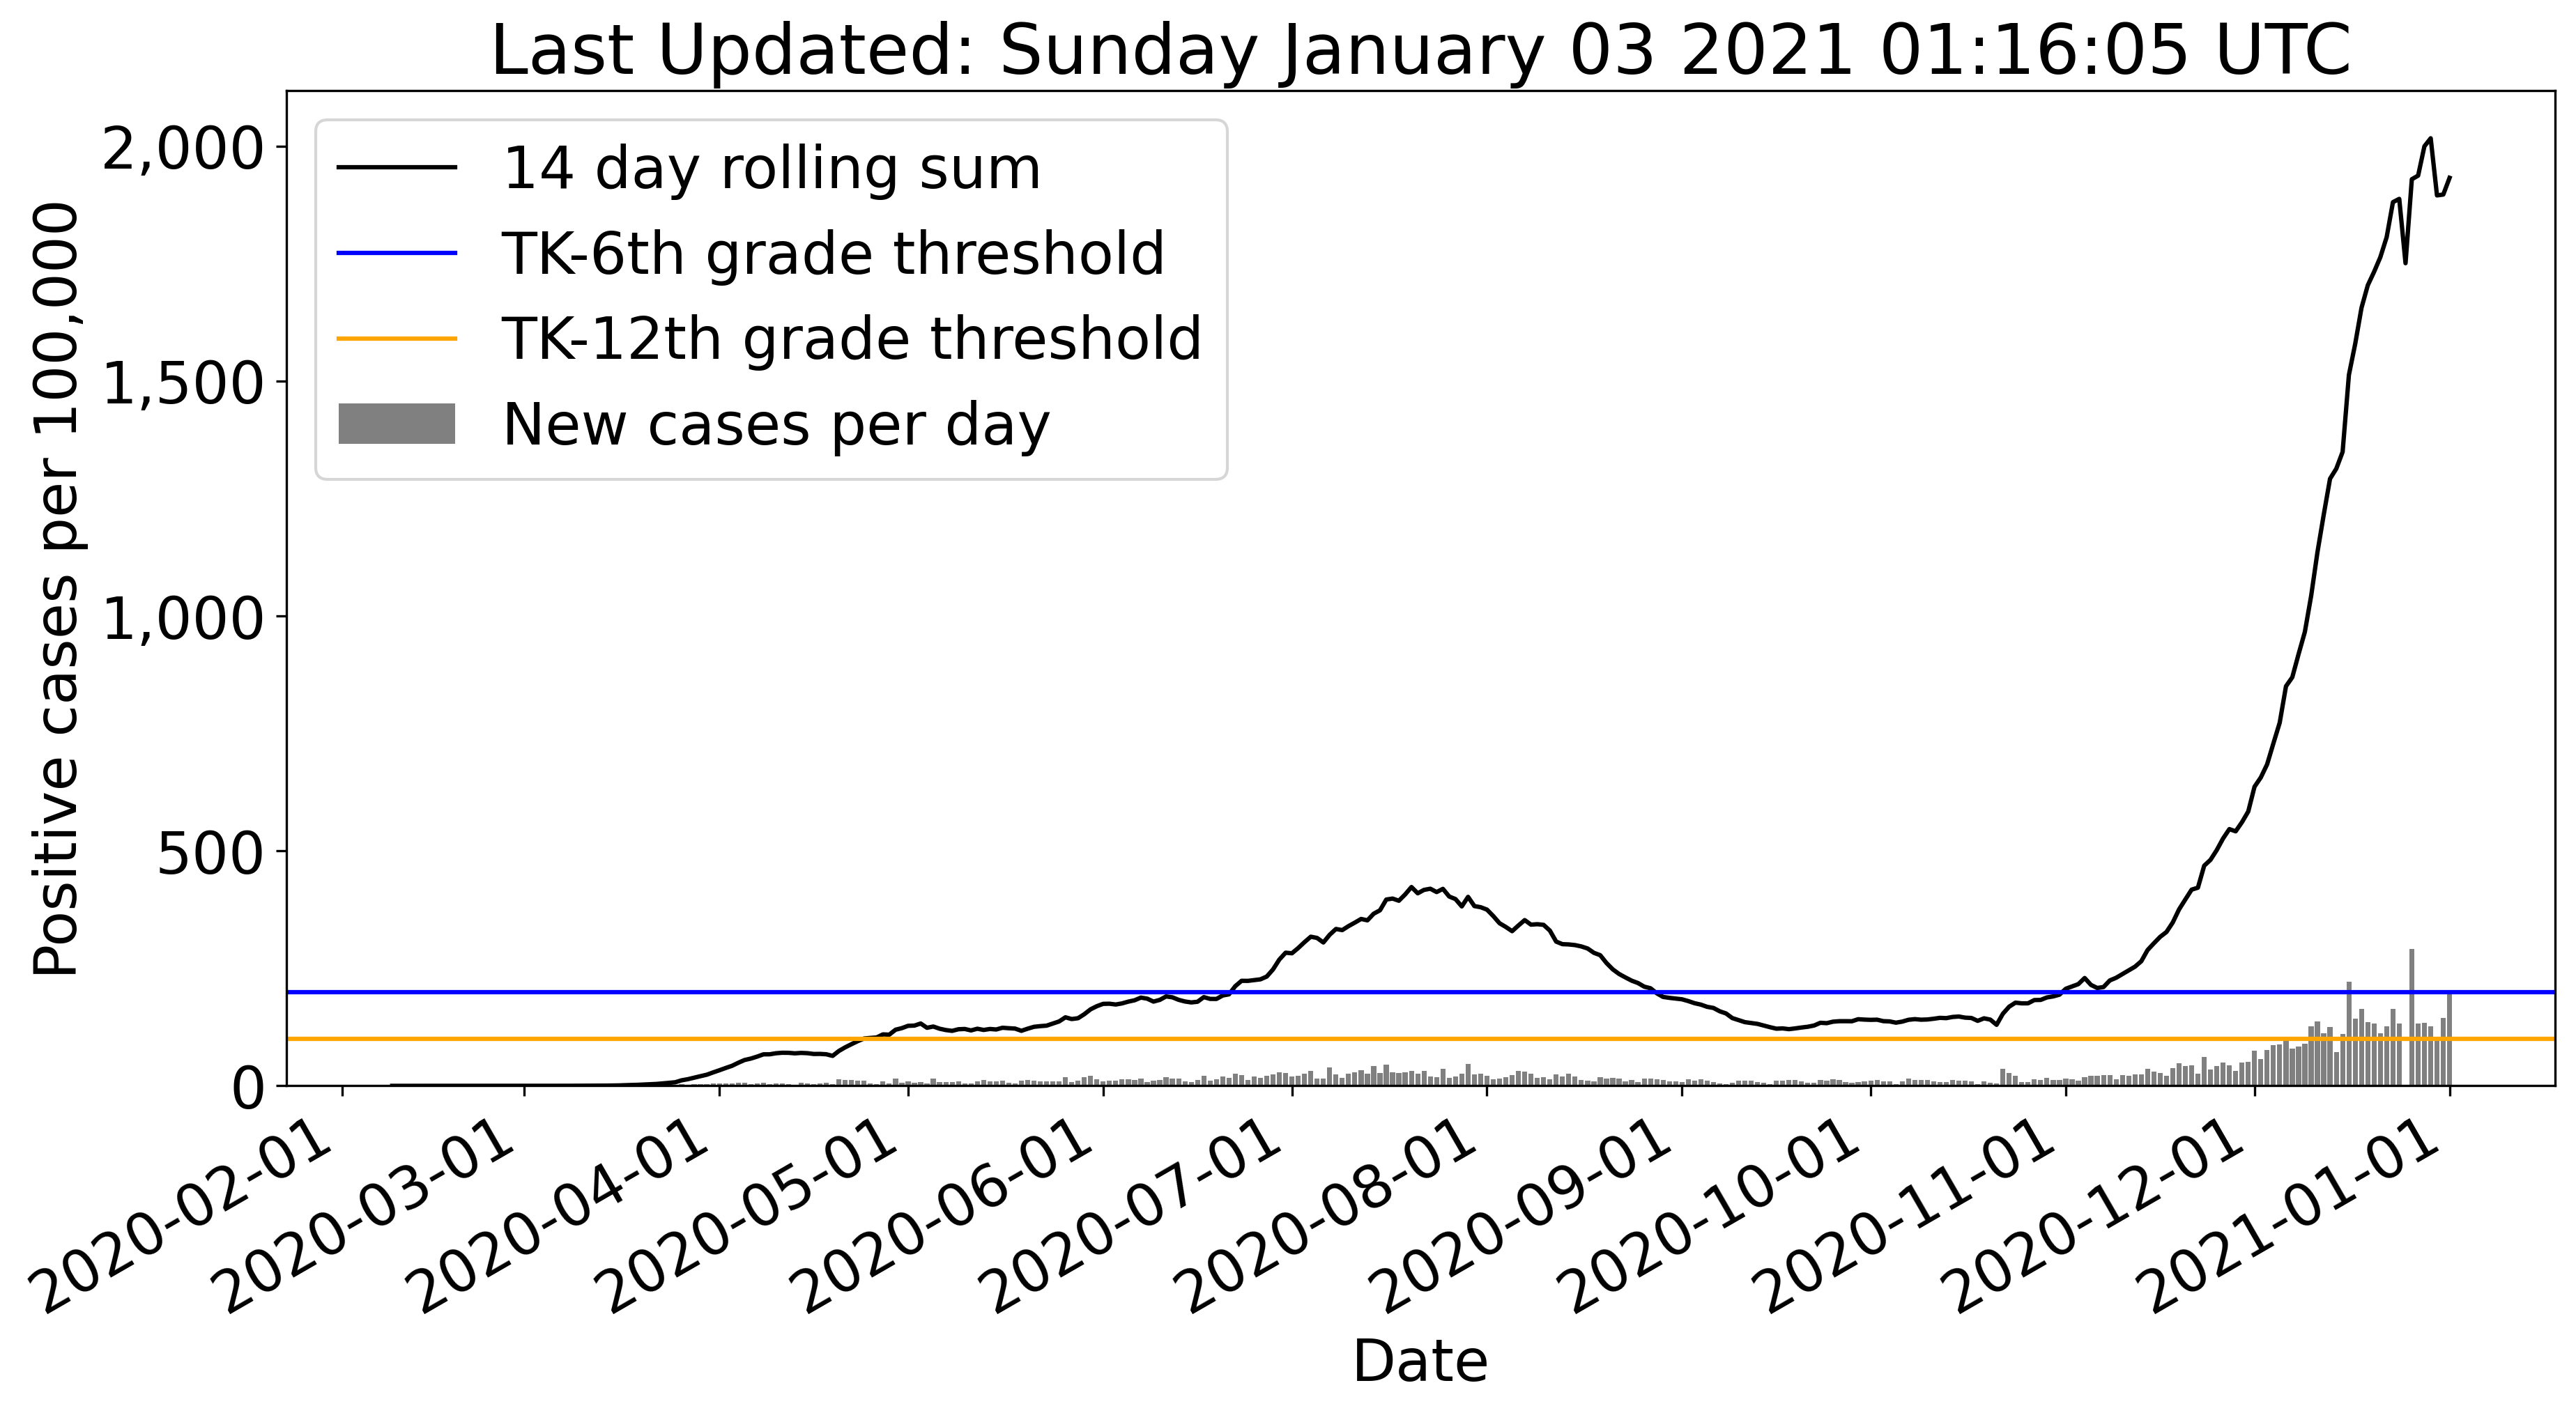 Last Updated: Sunday January 03 2021 01:16:05 UTC
2,000
1,500
1,000
500
0
Positive cases per 100,000
14 day rolling sum
TK-6th grade threshold
TK-12th grade threshold
New cases per day
2020-02-01
2020-03-01
2020-04-01
2020-05-01
2020-06-01
2020-07-01
2020-08-01
2020-09-01
2020-10-01
2020-11-01
2020-12-01
2021-01-01
Date